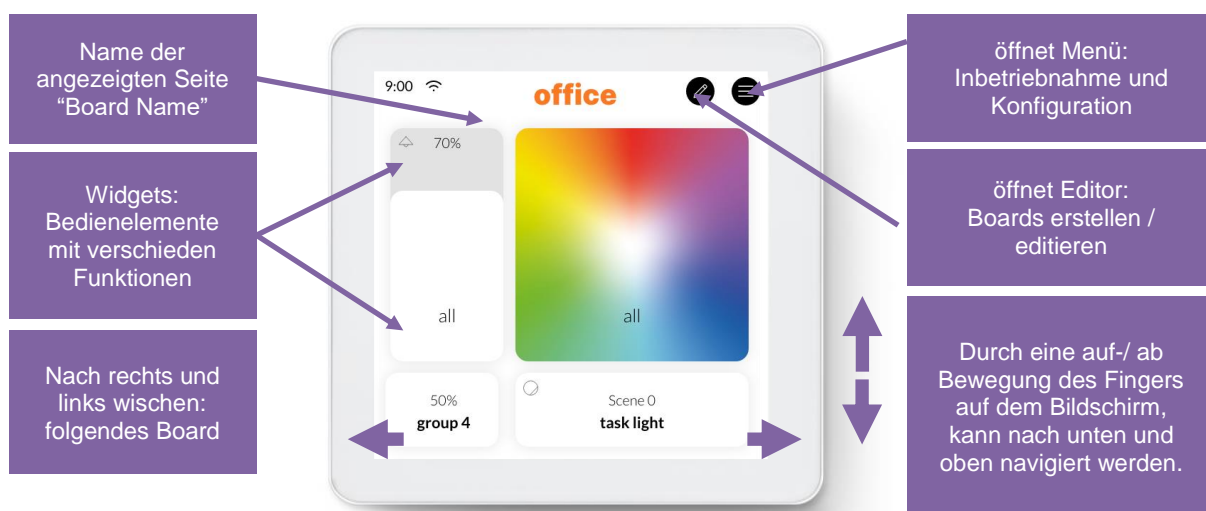 Name der
angezeigten Seite
“Board Name”
Widgets:
Bedienelemente
mit verschieden
Funktionen
Nach rechts und
links wischen:
folgendes Board
9:00
office
70%
all
all
50%
group 4
Scene 0
task light
öffnet Menü:
Inbetriebnahme und
Konfiguration
öffnet Editor:
Boards erstellen /
editieren
Durch eine auf-/ ab
Bewegung des Fingers
auf dem Bildschirm,
kann nach unten und
oben navigiert werden.